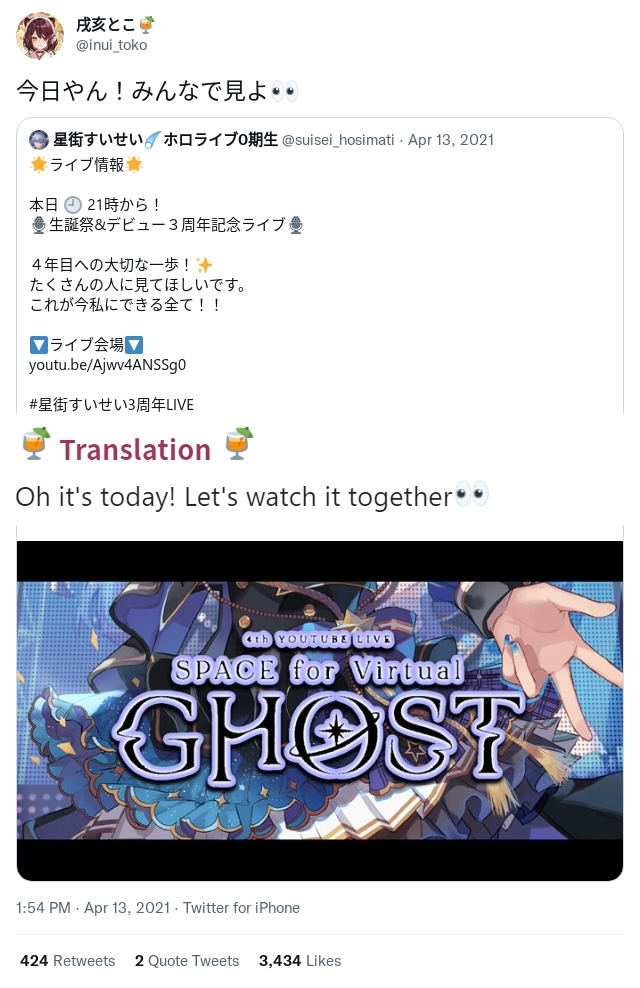 戌亥とこ🍹
@inui_toko
今日やん！みんなで見よ👀
星街すいせい☄️ホロライブ0期生 @suisei_hosimati · Apr 13, 2021
🌟ライブ情報🌟
本日 🕘 21時から！
🎙️生誕祭&デビュー３周年記念ライブ🎙️
４年目への大切な一歩！✨
たくさんの人に見てほしいです。
これが今私にできる全て！！
🔽ライブ会場🔽
youtu.be/Ajwv4ANSSg0
#星街すいせい3周年LIVE
🍹 Translation 🍹
Oh it's today! Let's watch it together👀
4th YOUTUBE LIVE
SPACE for Virtual
GHOST
1:54 PM · Apr 13, 2021 · Twitter for iPhone
424 Retweets 2 Quote Tweets 3,434 Likes